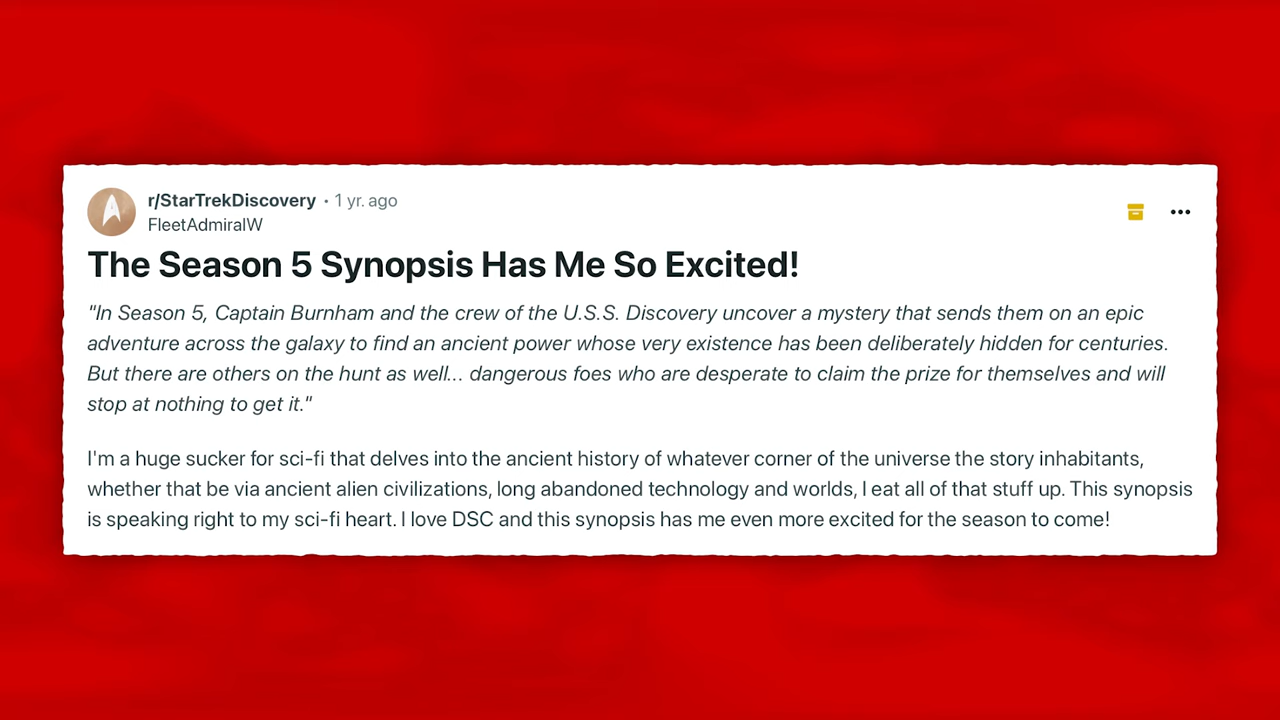 r/StarTrekDiscovery • 1 yr. ago
FleetAdmiralW
The Season 5 Synopsis Has Me So Excited!
"In Season 5, Captain Burnham and the crew of the U.S.S. Discovery uncover a mystery that sends them on an epic
adventure across the galaxy to find an ancient power whose very existence has been deliberately hidden for centuries.
But there are others on the hunt as well... dangerous foes who are desperate to claim the prize for themselves and will
stop at nothing to get it."
I'm a huge sucker for sci-fi that delves into the ancient history of whatever corner of the universe the story inhabitants,
whether that be via ancient alien civilizations, long abandoned technology and worlds, I eat all of that stuff up. This synopsis
is speaking right to my sci-fi heart. I love DSC and this synopsis has me even more excited for the season to come!